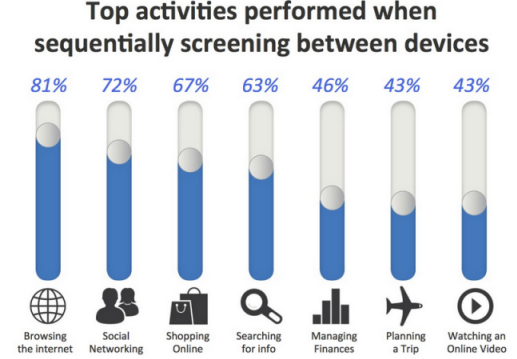 Top activities performed when
sequentially screening between devices
81% 72% 67% 63% 46% 43% 43%
Browsing Social Shopping Searching Managing Planning Watching an
the internet Networking Online for info Finances a Trip Online Video